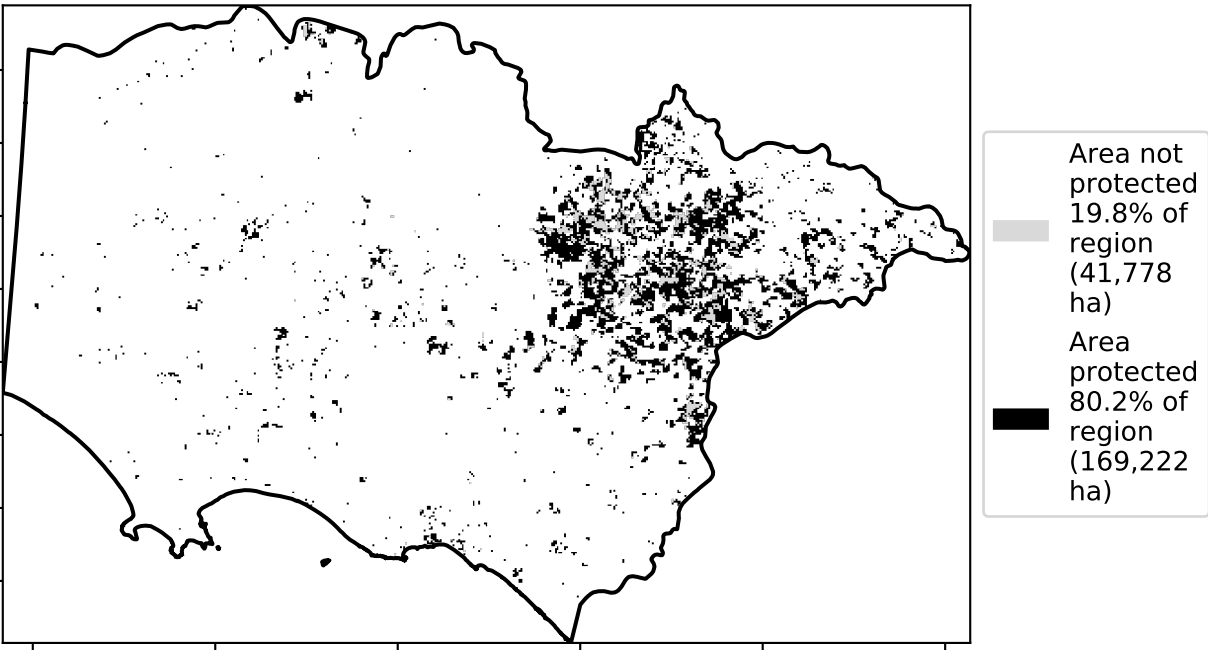 Area not
protected
19.8% of
region
(41,778
ha)
Area
protected
80.2% of
region
(169,222
ha)